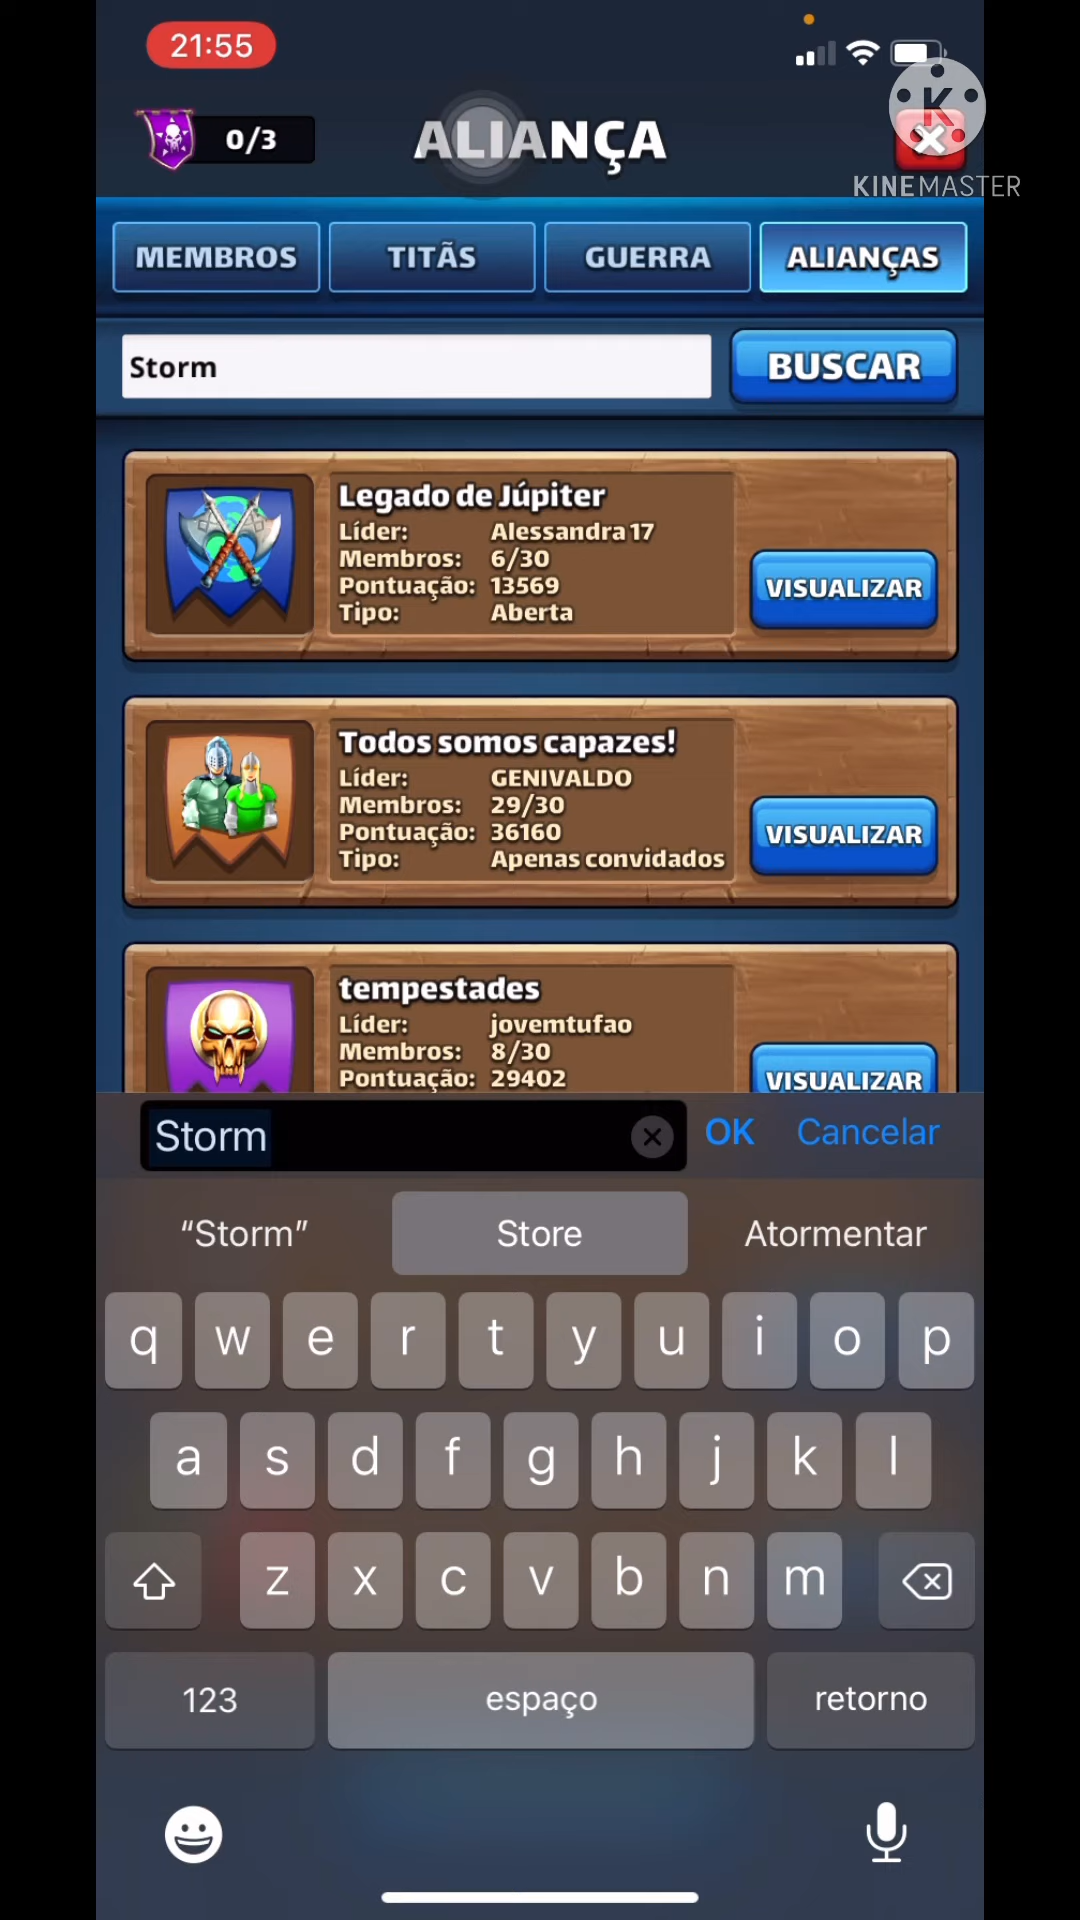 21:55
0/3
ALIANÇA
K
KINEMASTER
MEMBROS
TITÃS
GUERRA
ALIANÇAS
Storm
BUSCAR
Legado de Júpiter
Líder: Alessandra 17
Membros: 6/30
Pontuação: 13569
Tipo: Aberta
VISUALIZAR
Todos somos capazes!
Líder: GENIVALDO
Membros: 29/30
Pontuação: 36160
Tipo: Apenas convidados
VISUALIZAR
tempestades
Líder: jovemtufao
Membros: 8/30
Pontuação: 29402
VISUALIZAR
Storm
OK
Cancelar
“Storm”
Store
Atormentar
q w e r t y u i o p
a s d f g h j k l
z x c v b n m
123
espaço
retorno